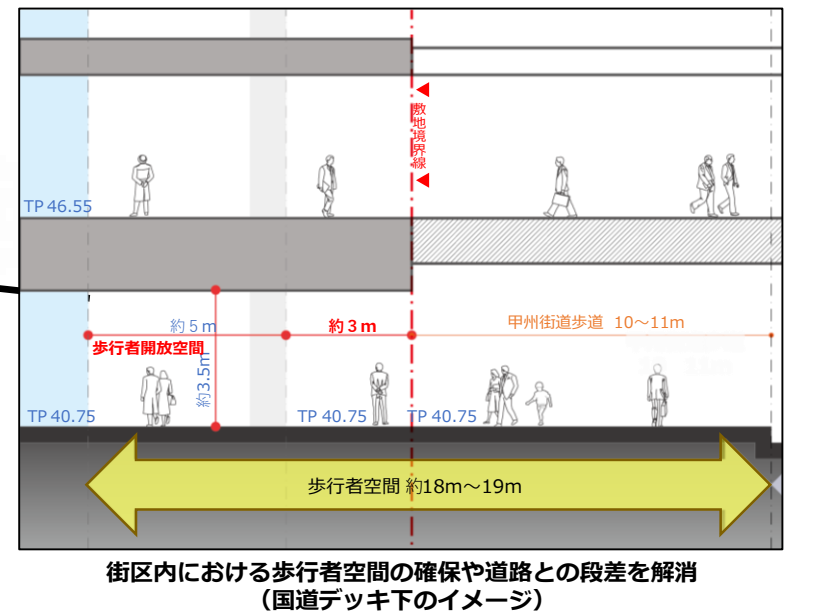 敷地境界線
TP 46.55
約５ｍ
約３ｍ
甲州街道歩道 10～11m
歩行者開放空間
約3.5m
TP 40.75
TP 40.75
TP 40.75
歩行者空間 約18m～19m
街区内における歩行者空間の確保や道路との段差を解消
（国道デッキ下のイメージ）